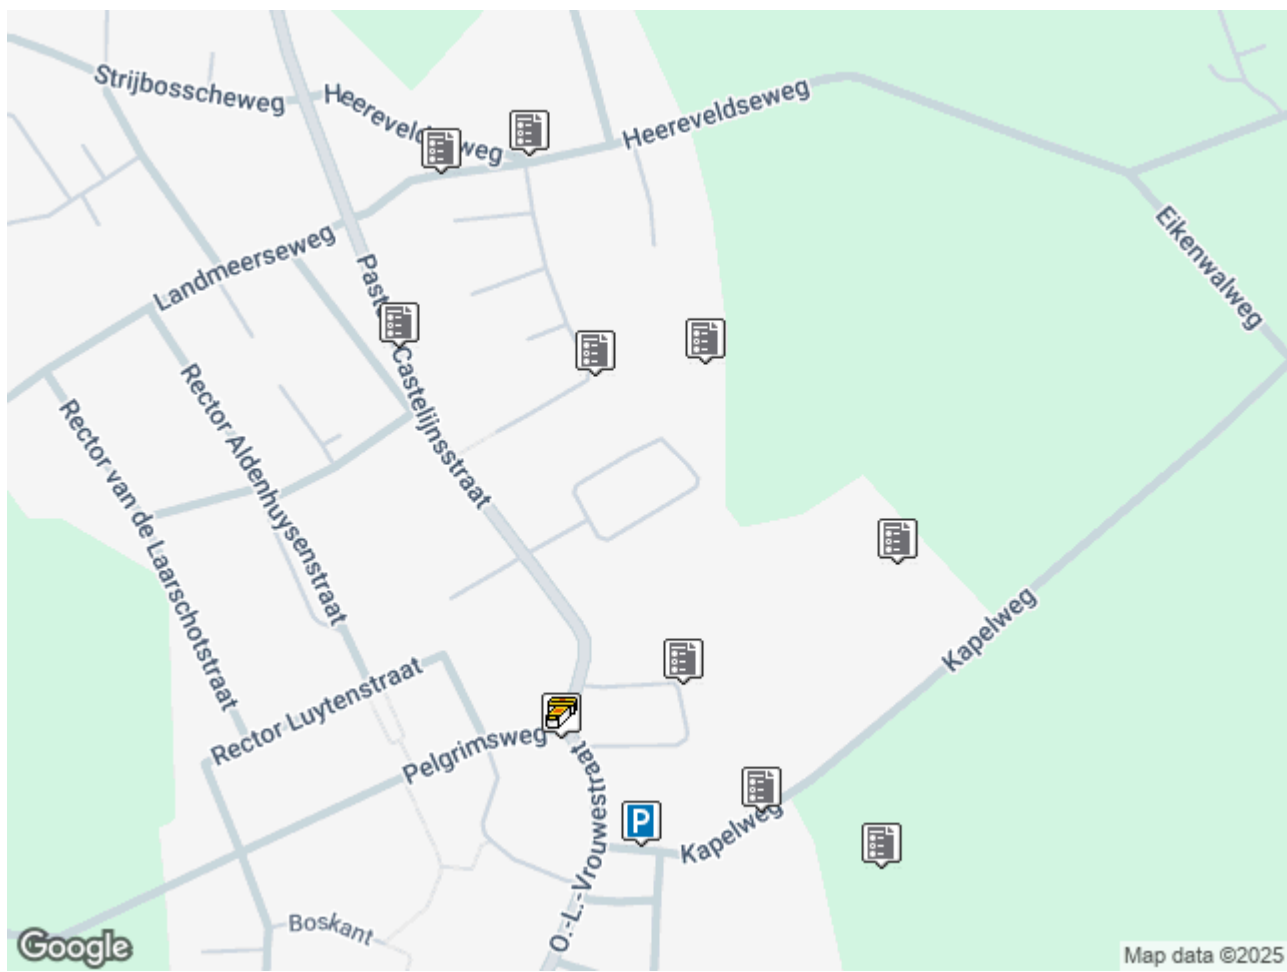 Strijbosscheweg
Heereveldseweg
Heereveldseweg
Eikenwalweg
Landmeerseweg
Pastoor Castelijnsstraat
Rector Aldenhuysenstraat
Rector van de Laarschotstraat
Kapelweg
Rector Luytenstraat
Pelgrimsweg
P
Kapelweg
O.-L.-Vrouwestraat
Boskant
Google
Map data ©2025